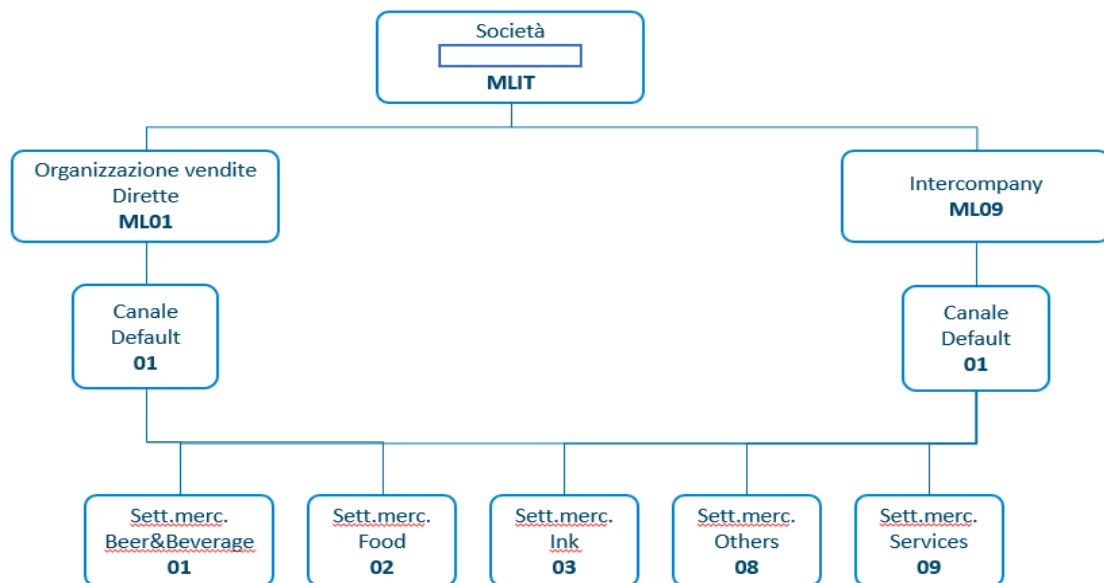 Società
MLIT
Organizzazione vendite
Dirette
ML01
Intercompany
ML09
Canale
Default
01
Canale
Default
01
Sett.merc.
Beer&Beverage
01
Sett.merc.
Food
02
Sett.merc.
Ink
03
Sett.merc.
Others
08
Sett.merc.
Services
09